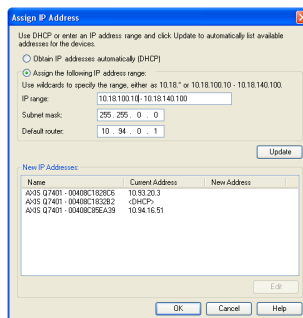 Assign IP Address
Use DHCP or enter an IP address range and click Update to automatically list available
addresses for the devices.
Obtain IP addresses automatically (DHCP)
Assign the following IP address range:
Use wildcards to specify the range, either as 10.18.* or 10.18.100.10 - 10.18.140.100.
IP range: 10.18.100.10 - 10.18.140.100
Subnet mask: 255 . 255 . 0 . 0
Default router: 10 . 94 . 0 . 1
Update
New IP Addresses:
Name Current Address New Address
AXIS Q7401 - 00408C1828C6 10.93.20.3
AXIS Q7401 - 00408C1832B2 <DHCP>
AXIS Q7401 - 00408C85EA39 10.94.16.51
Edit
OK Cancel Help